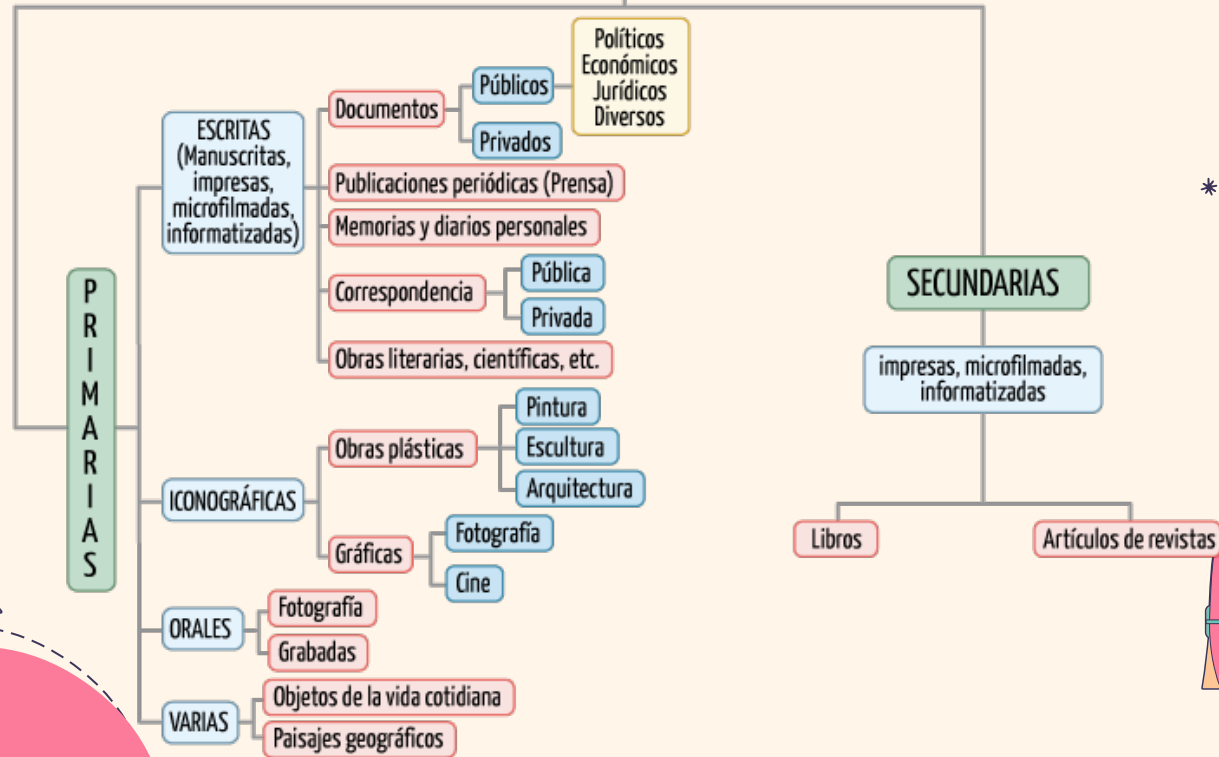 PRIMARIAS
ESCRITAS
(Manuscritas,
impresas,
microfilmadas,
informatizadas)
Documentos
Públicos
Políticos
Económicos
Jurídicos
Diversos
Privados
Publicaciones periódicas (Prensa)
Memorias y diarios personales
Correspondencia
Pública
Privada
Obras literarias, científicas, etc.
ICONOGRÁFICAS
Obras plásticas
Pintura
Escultura
Arquitectura
Gráficas
Fotografía
Cine
ORALES
Fotografía
Grabadas
VARIAS
Objetos de la vida cotidiana
Paisajes geográficos
SECUNDARIAS
impresas, microfilmadas,
informatizadas
Libros
Artículos de revistas